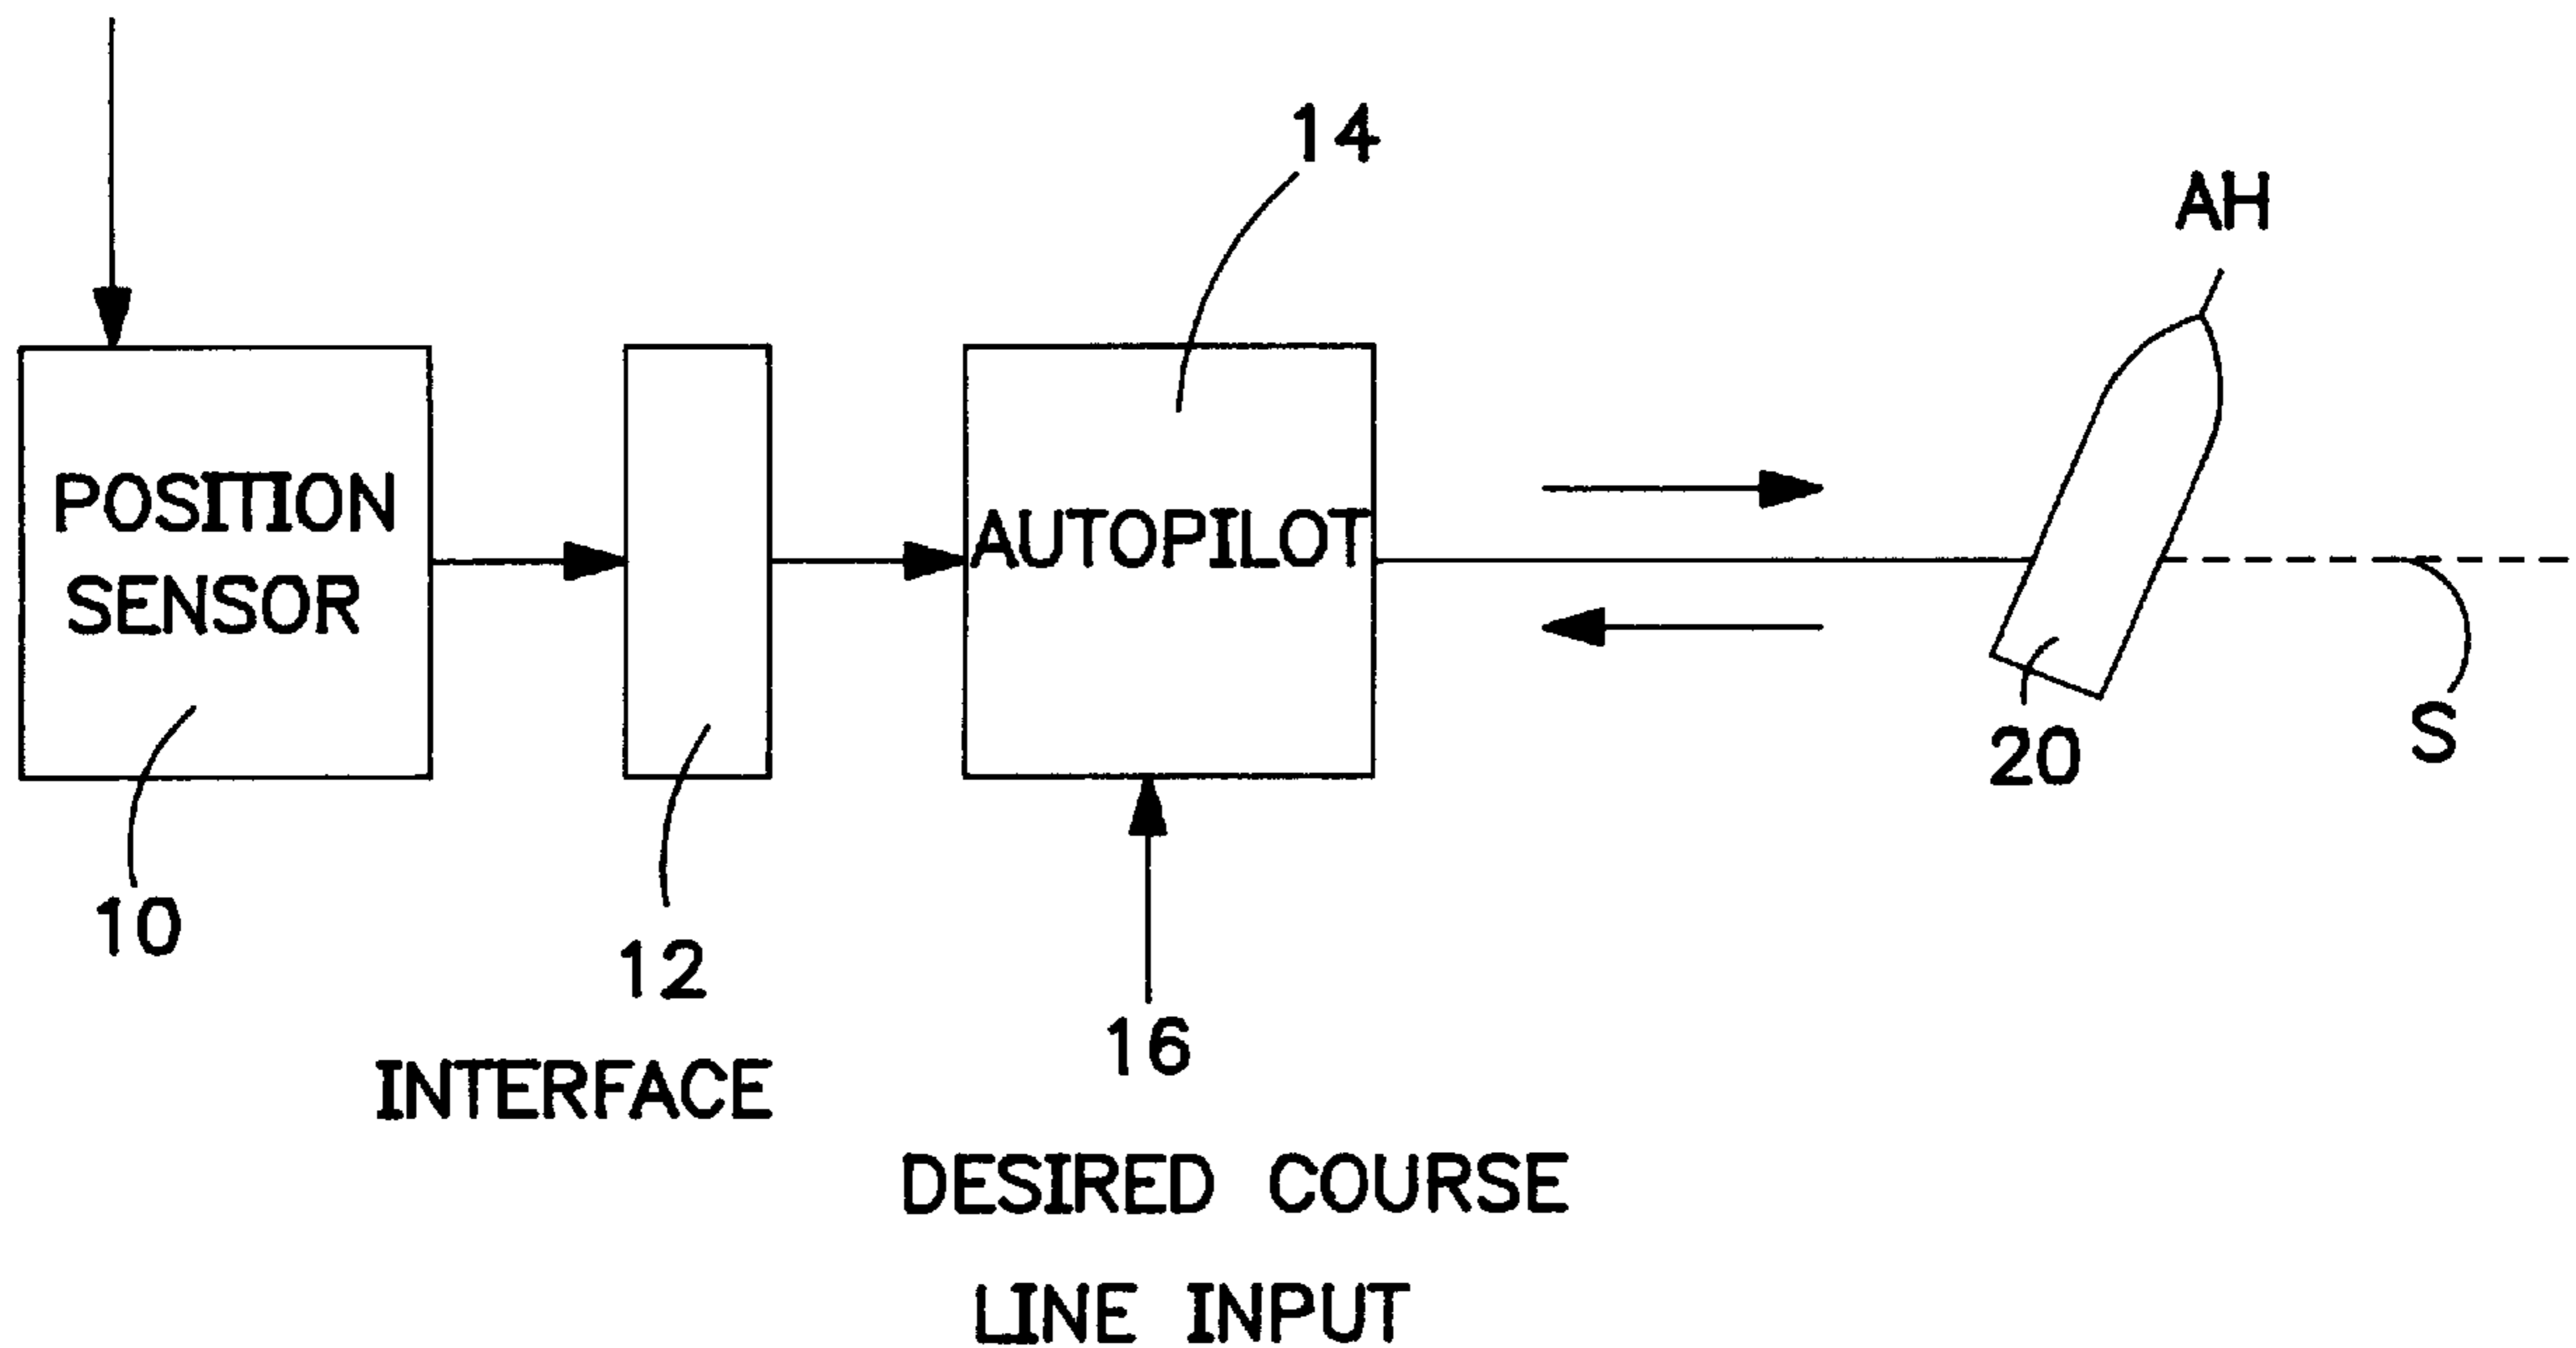 14
AH
POSITION
SENSOR
AUTOPILOT
10
12
INTERFACE
16
DESIRED COURSE
LINE INPUT
20
S